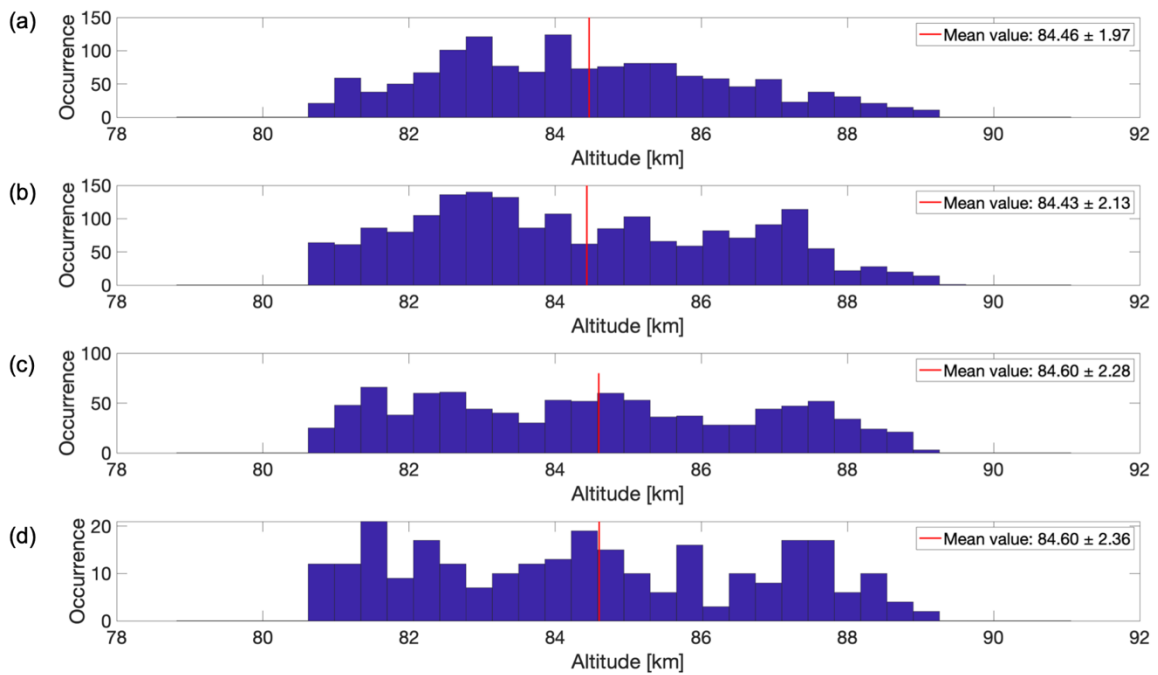 (a)
150
100
50
0
Occurrence
Mean value: 84.46 ± 1.97
78 80 82 84 86 88 90 92
Altitude [km]
(b)
150
100
50
0
Occurrence
Mean value: 84.43 ± 2.13
78 80 82 84 86 88 90 92
Altitude [km]
(c)
100
50
0
Occurrence
Mean value: 84.60 ± 2.28
78 80 82 84 86 88 90 92
Altitude [km]
(d)
20
10
0
Occurrence
Mean value: 84.60 ± 2.36
78 80 82 84 86 88 90 92
Altitude [km]